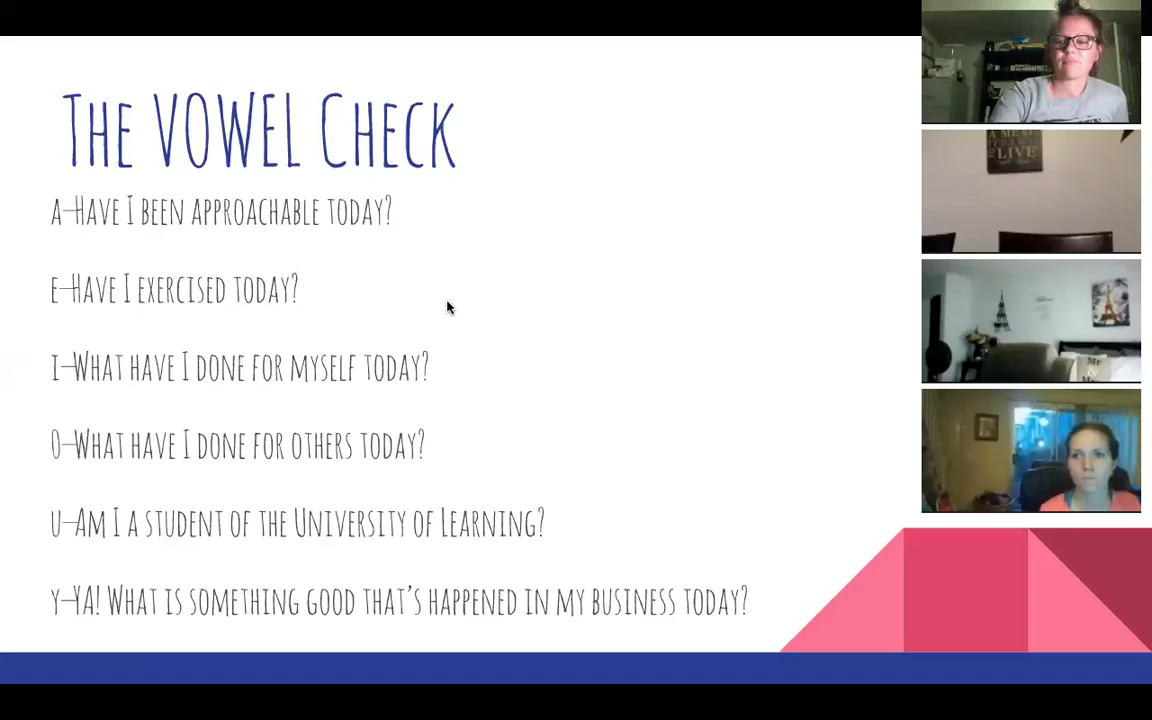 The VOWEL Check
A-Have I been approachable today?
E-Have I exercised today?
I-What have I done for myself today?
O-What have I done for others today?
U-Am I a student of the University of Learning?
Y-YA! What is something good that's happened in my business today?
LIVE